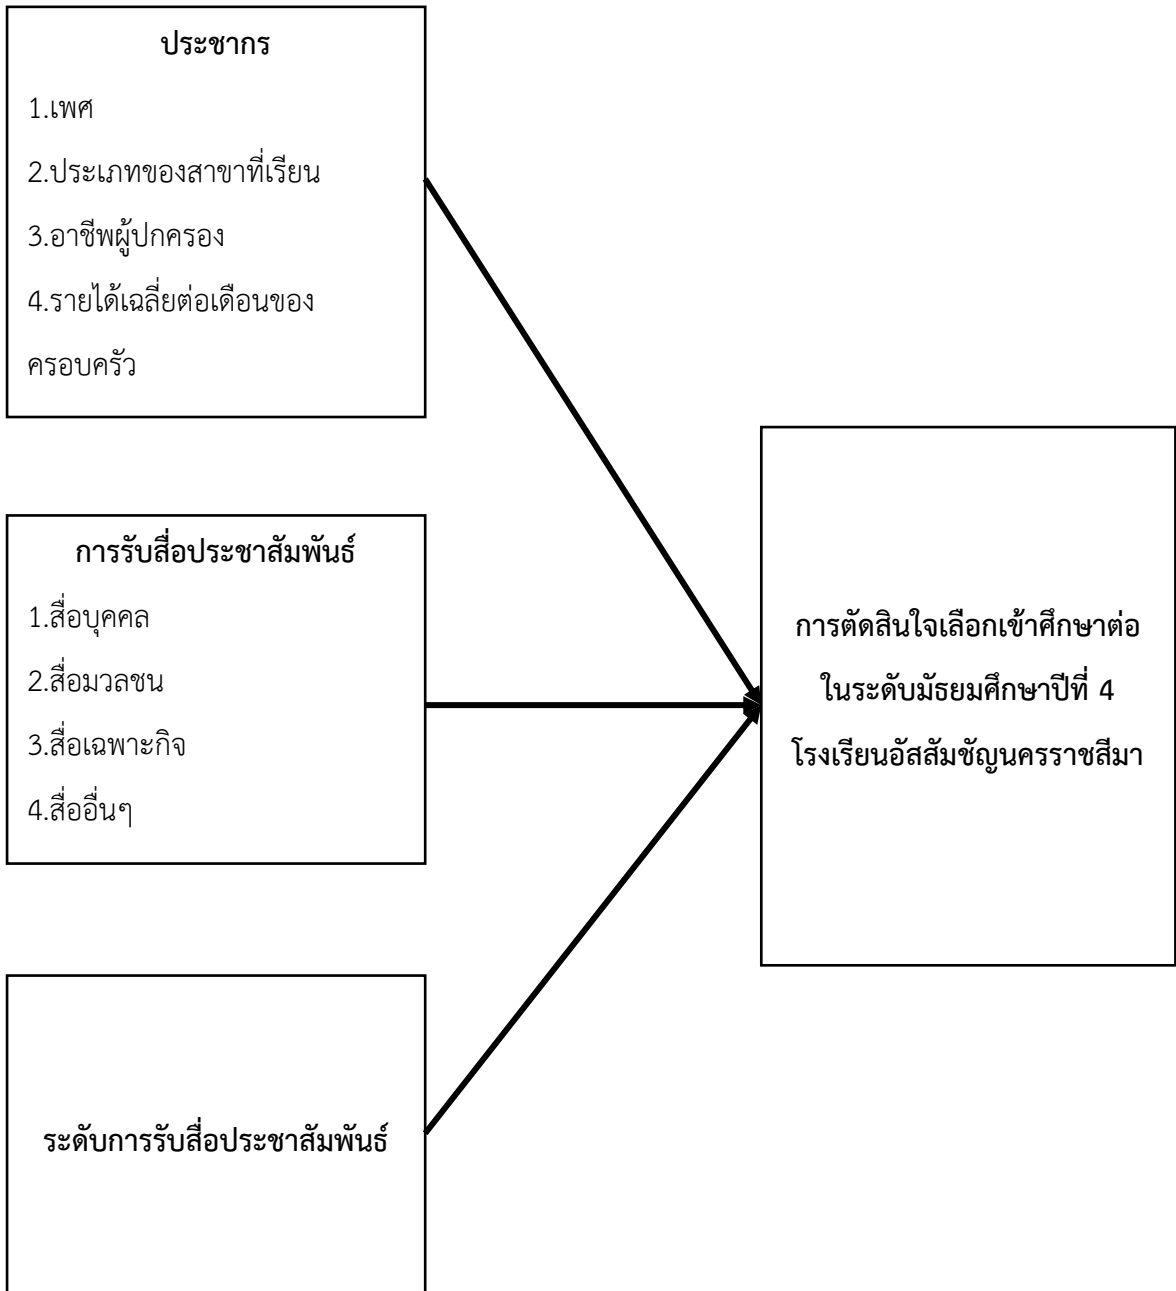 ประชากร
1.เพศ
2.ประเภทของสาขาที่เรียน
3.อาชีพผู้ปกครอง
4.รายได้เฉลี่ยต่อเดือนของ
ครอบครัว
การรับสื่อประชาสัมพันธ์
1.สื่อบุคคล
2.สื่อมวลชน
3.สื่อเฉพาะกิจ
4.สื่ออื่นๆ
การตัดสินใจเลือกเข้าศึกษาต่อ
ในระดับมัธยมศึกษาปีที่ 4
โรงเรียนอัสสัมชัญนครราชสีมา
ระดับการรับสื่อประชาสัมพันธ์